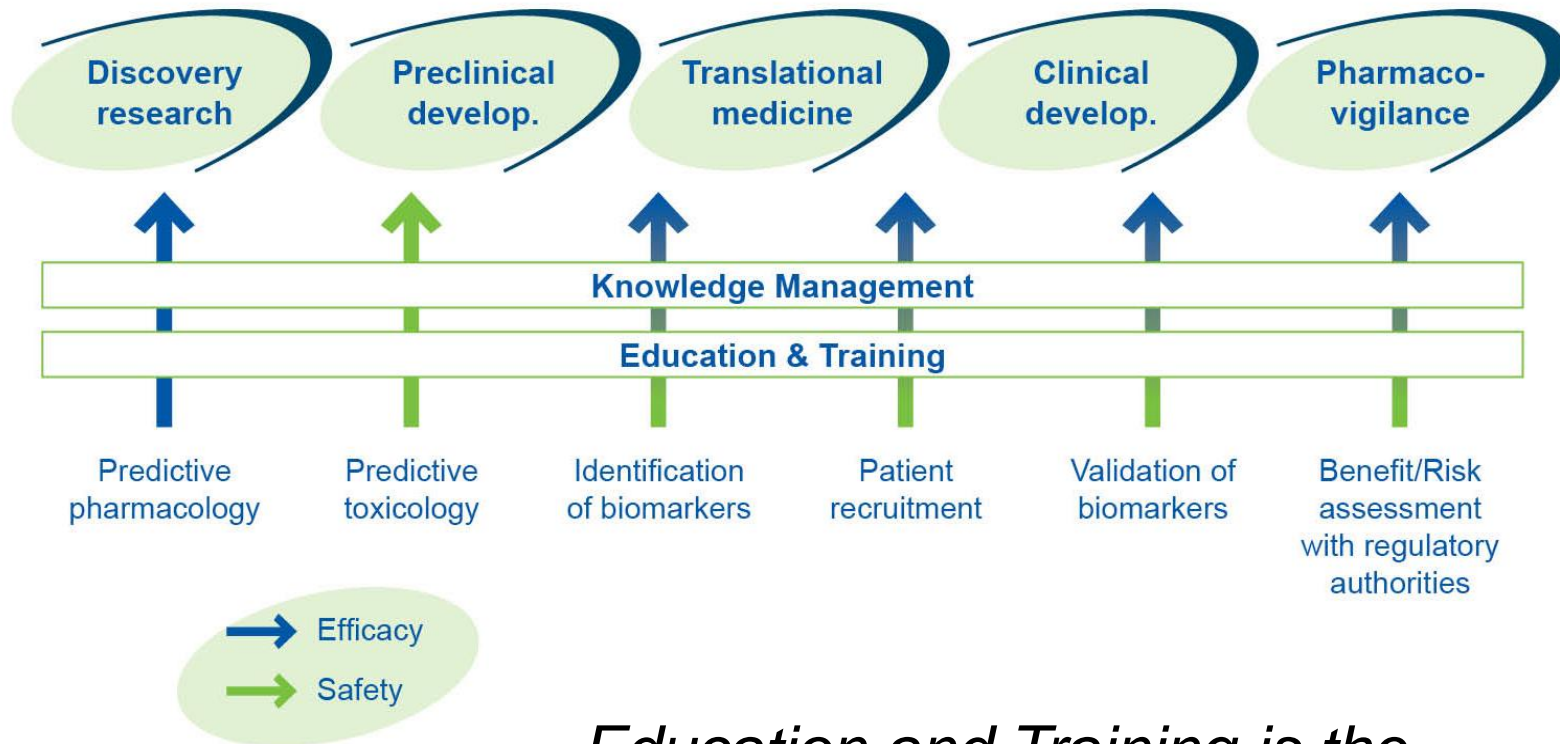 Discovery
research
Preclinical
develop.
Translational
medicine
Clinical
develop.
Pharmaco-
vigilance
Knowledge Management
Education & Training
Predictive
pharmacology
Predictive
toxicology
Identification
of biomarkers
Patient
recruitment
Validation of
biomarkers
Benefit/Risk
assessment
with regulatory
authorities
Efficacy
Safety
Education and Training is the